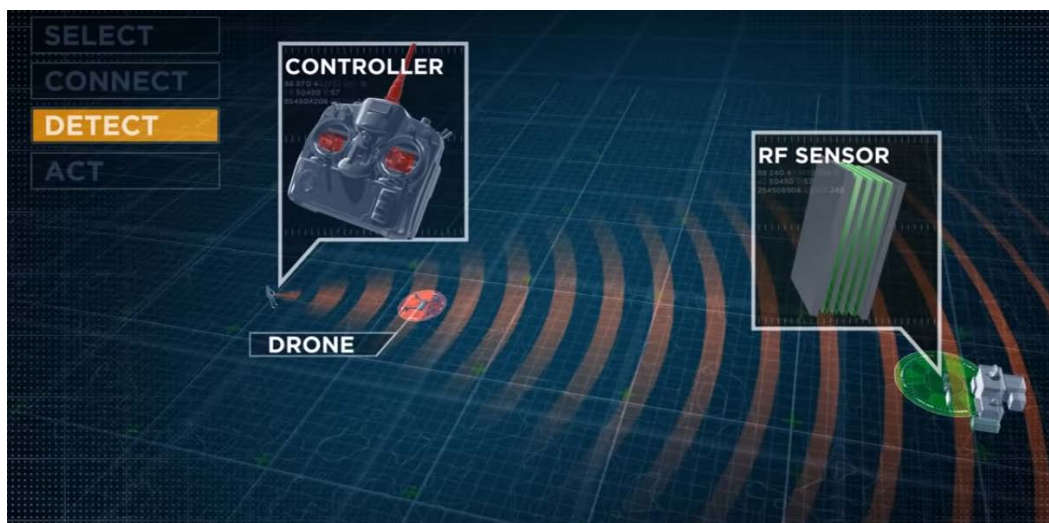 SELECT
CONNECT
DETECT
ACT
CONTROLLER
RF SENSOR
DRONE